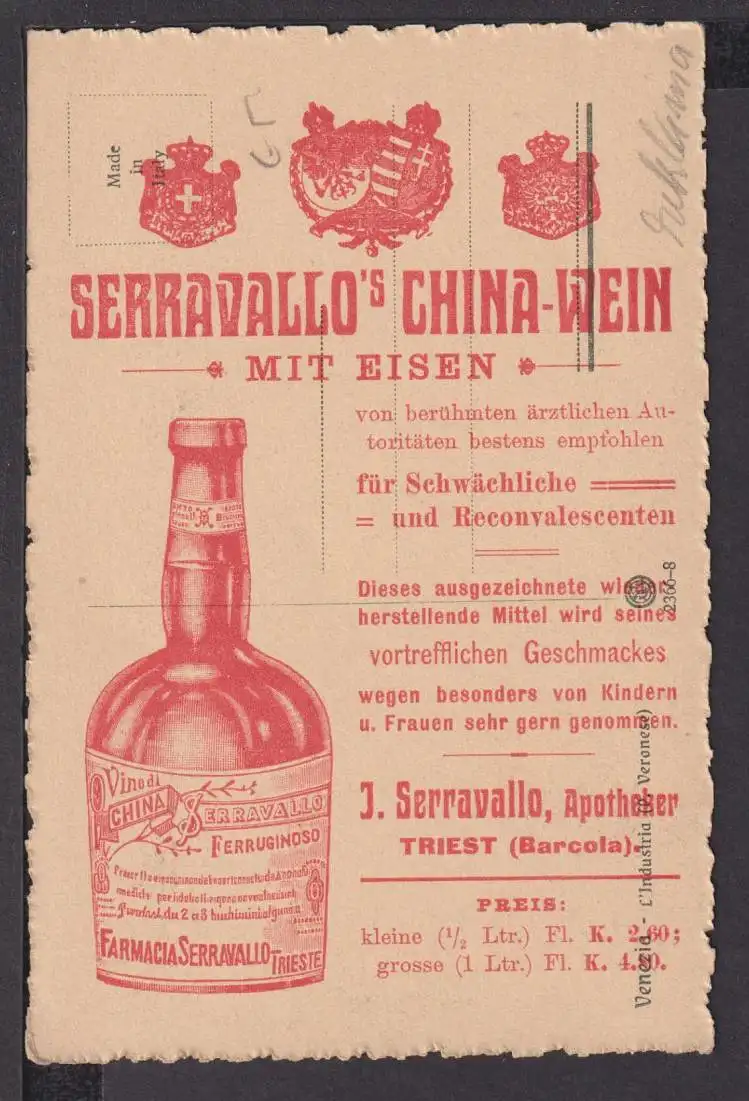 Made
in
Italy
SERRAVALLO'S CHINA-WEIN
MIT EISEN
von berühmten ärztlichen Au-
toritäten bestens empfohlen
für Schwächliche
= und Reconvalescenten
Dieses ausgezeichnete wieder-
herstellende Mittel wird seines
vortrefflichen Geschmackes
wegen besonders von Kindern
u. Frauen sehr gern genommen.
J. Serravallo, Apotheker
TRIEST (Barcola).
PREIS:
kleine (1/2 Ltr.) Fl. K. 2.60;
grosse (1 Ltr.) Fl. K. 4.
Vino di
CHINA
SERRAVALLO
FERRUGINOSO
FARMACIA SERRAVALLO
TRIESTE
2366-8
Venezia - L'Industria Veronese)